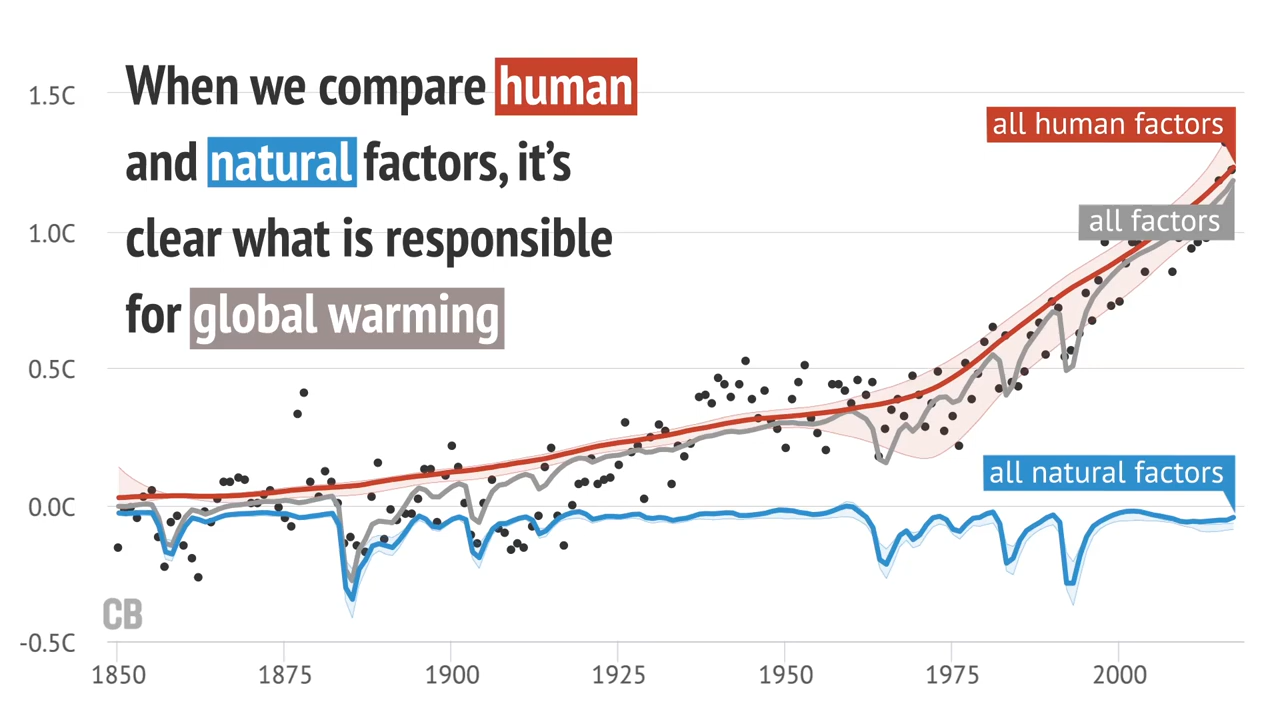 When we compare human
and natural factors, it's
clear what is responsible
for global warming
1.5C
1.0C
0.5C
0.0C
-0.5C
all human factors
all factors
all natural factors
CB
1850 1875 1900 1925 1950 1975 2000